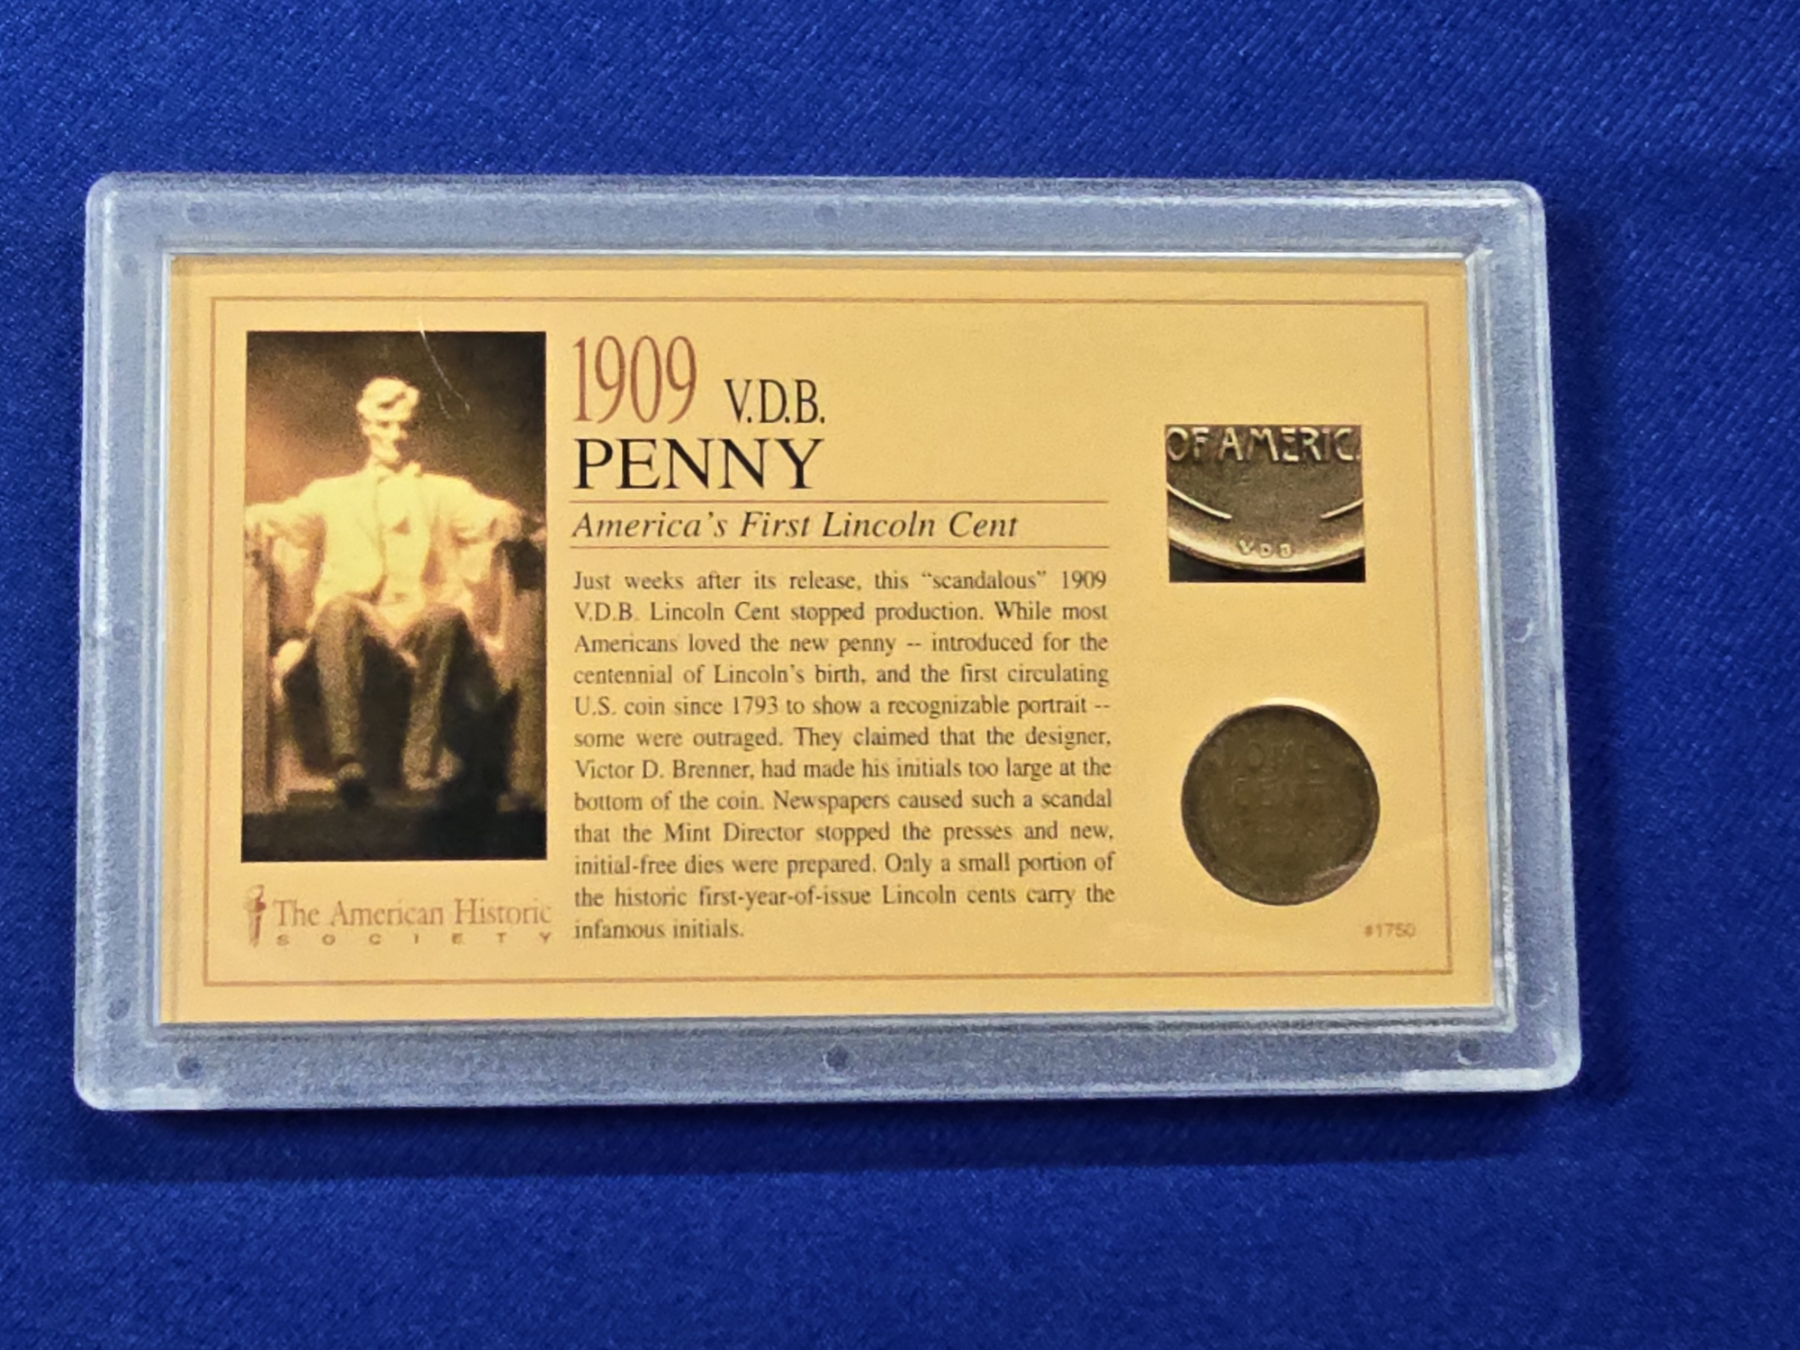 1909 V.D.B.
PENNY
America's First Lincoln Cent
Just weeks after its release, this “scandalous” 1909
V.D.B. Lincoln Cent stopped production. While most
Americans loved the new penny -- introduced for the
centennial of Lincoln's birth, and the first circulating
U.S. coin since 1793 to show a recognizable portrait --
some were outraged. They claimed that the designer,
Victor D. Brenner, had made his initials too large at the
bottom of the coin. Newspapers caused such a scandal
that the Mint Director stopped the presses and new,
initial-free dies were prepared. Only a small portion of
the historic first-year-of-issue Lincoln cents carry the
infamous initials.
The American Historic
SOCIETY
OF AMERICA
VDB
ONE
CENT
#1750